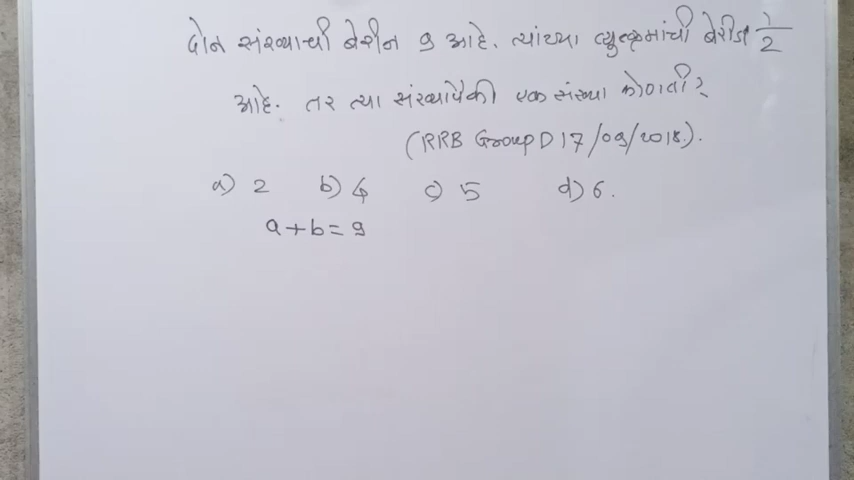 दोन संख्याची बेरीज 9 आहे. त्यांच्या व्युत्क्रमांची बेरीज 1/2
आहे. तर त्या संख्यापैकी एक संख्या कोणती?
(RRB Group D 17/09/2018).
a) 2 b) 4 c) 5 d) 6.
a+b=9